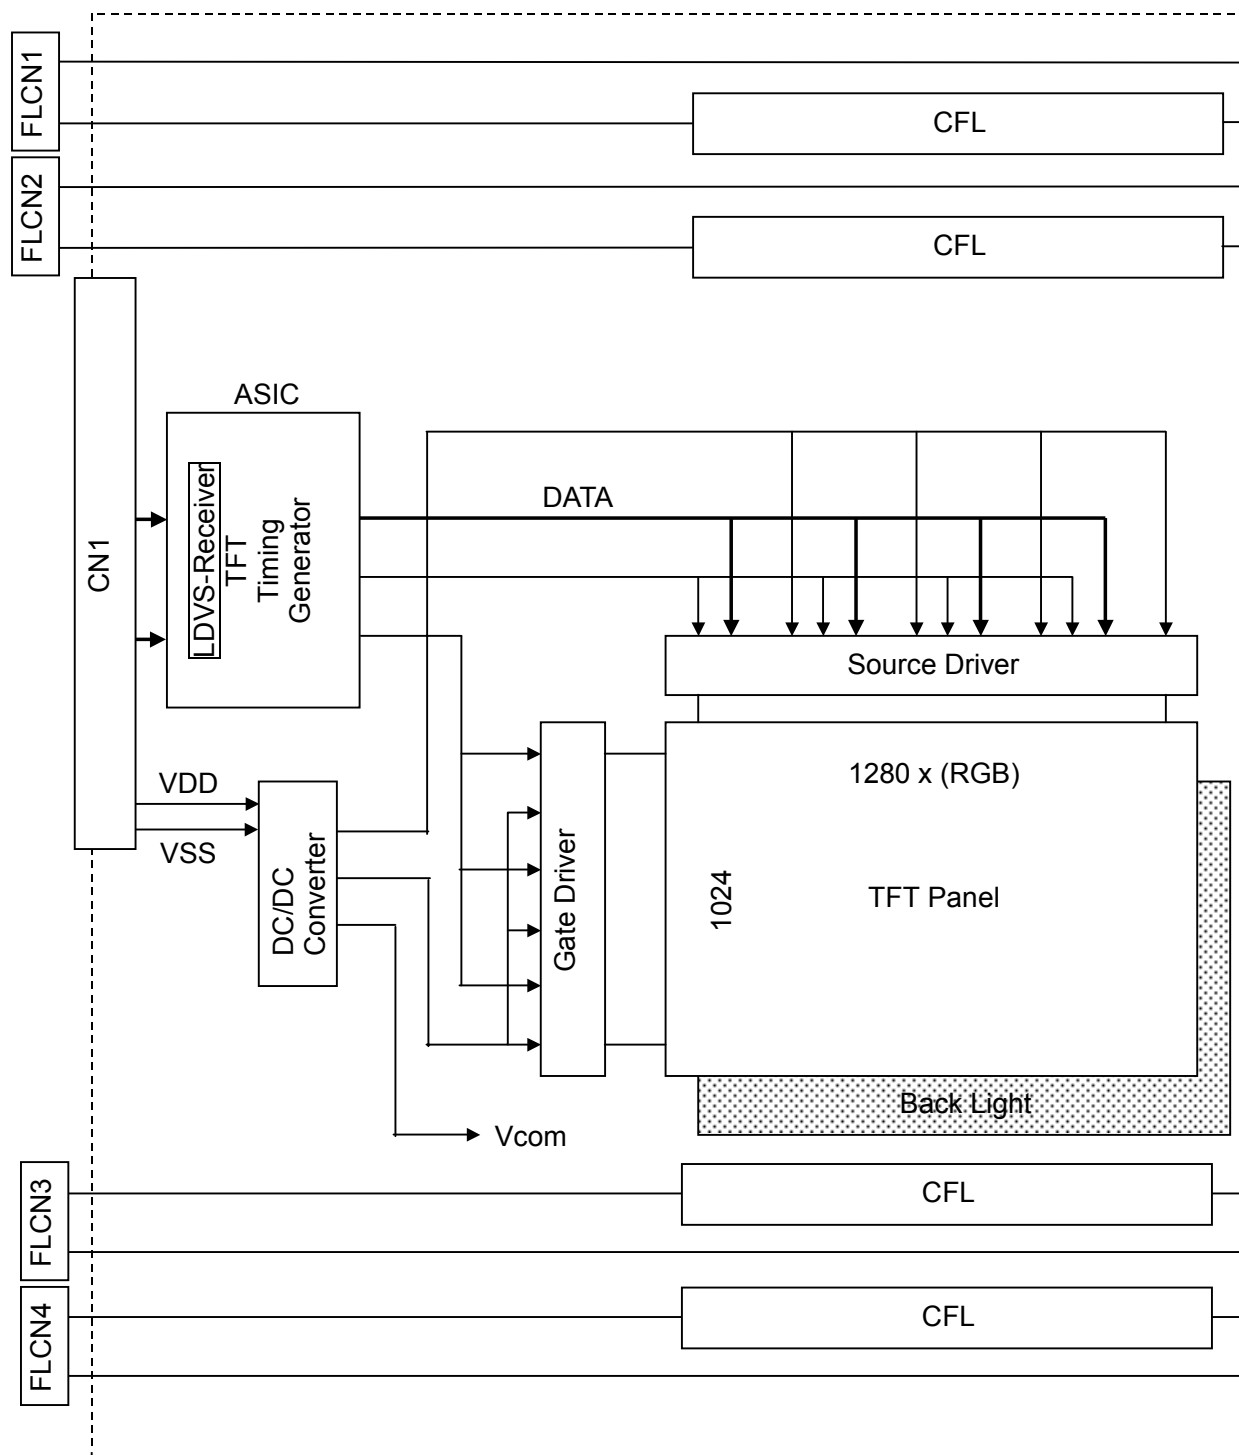 FLCN1
CFL
FLCN2
CFL
ASIC
CN1
LDVS-Receiver
TFT
Timing
Generator
DATA
Source Driver
VDD
VSS
DC/DC
Converter
Gate Driver
1280 x (RGB)
1024
TFT Panel
Back Light
Vcom
FLCN3
CFL
FLCN4
CFL